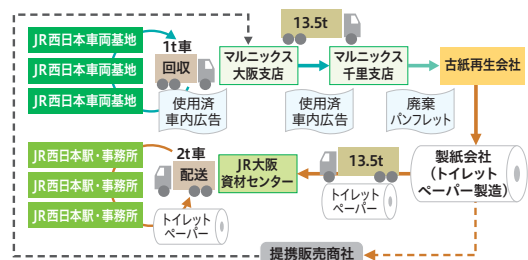 JR西日本車両基地
JR西日本車両基地
JR西日本車両基地
1t車
回収
使用済
車内広告
マルニックス
大阪支店
13.5t
使用済
車内広告
マルニックス
千里支店
廃棄
パンフレット
古紙再生会社
製紙会社
(トイレット
ペーパー製造)
13.5t
トイレット
ペーパー
JR大阪
資材センター
2t車
配送
トイレット
ペーパー
JR西日本駅・事務所
JR西日本駅・事務所
JR西日本駅・事務所
提携販売商社